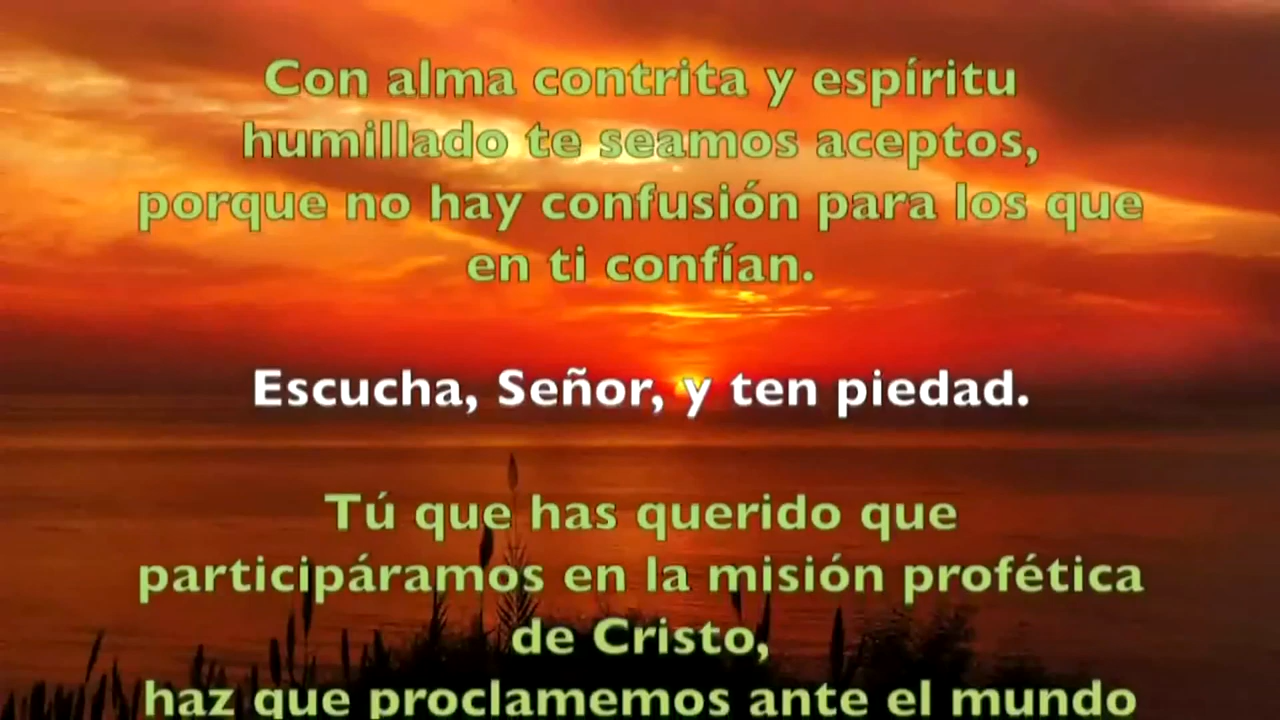 Con alma contrita y espíritu
humillado te seamos aceptos,
porque no hay confusión para los que
en ti confían.
Escucha, Señor, y ten piedad.
Tú que has querido que
participáramos en la misión profética
de Cristo,
haz que proclamemos ante el mundo